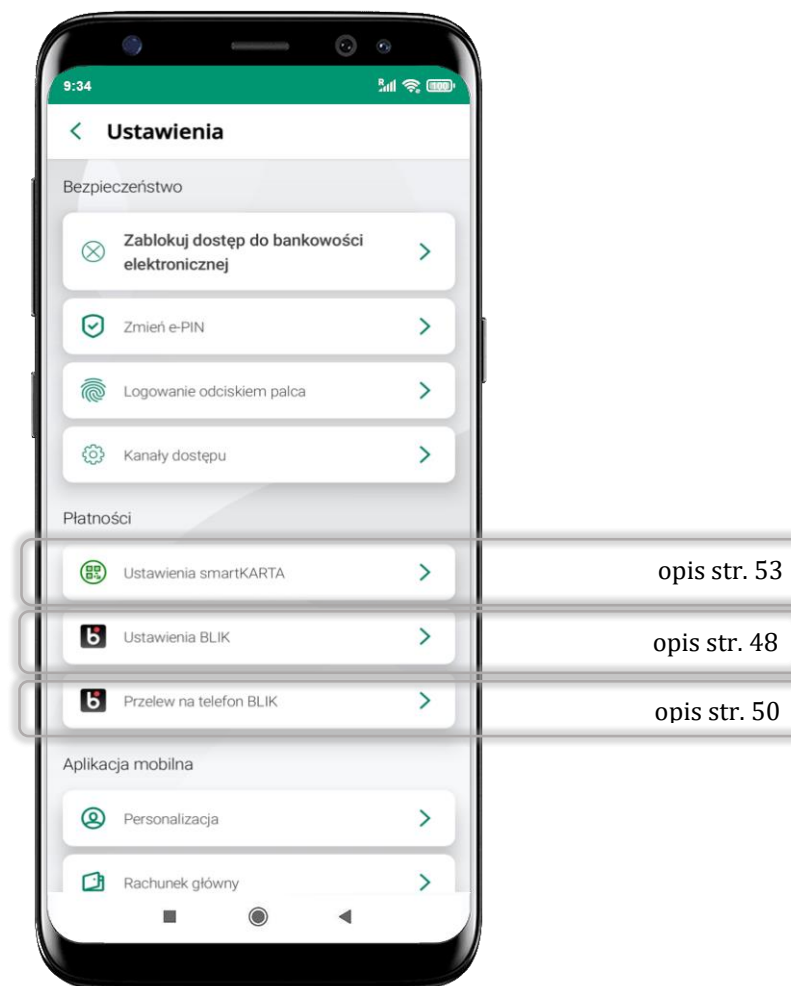 9:34
R
100
Ustawienia
Bezpieczeństwo
Zablokuj dostęp do bankowości
elektronicznej
Zmień e-PIN
Logowanie odciskiem palca
Kanały dostępu
Płatności
Ustawienia smartKARTA
opis str. 53
Ustawienia BLIK
opis str. 48
Przelew na telefon BLIK
opis str. 50
Aplikacja mobilna
Personalizacja
Rachunek główny